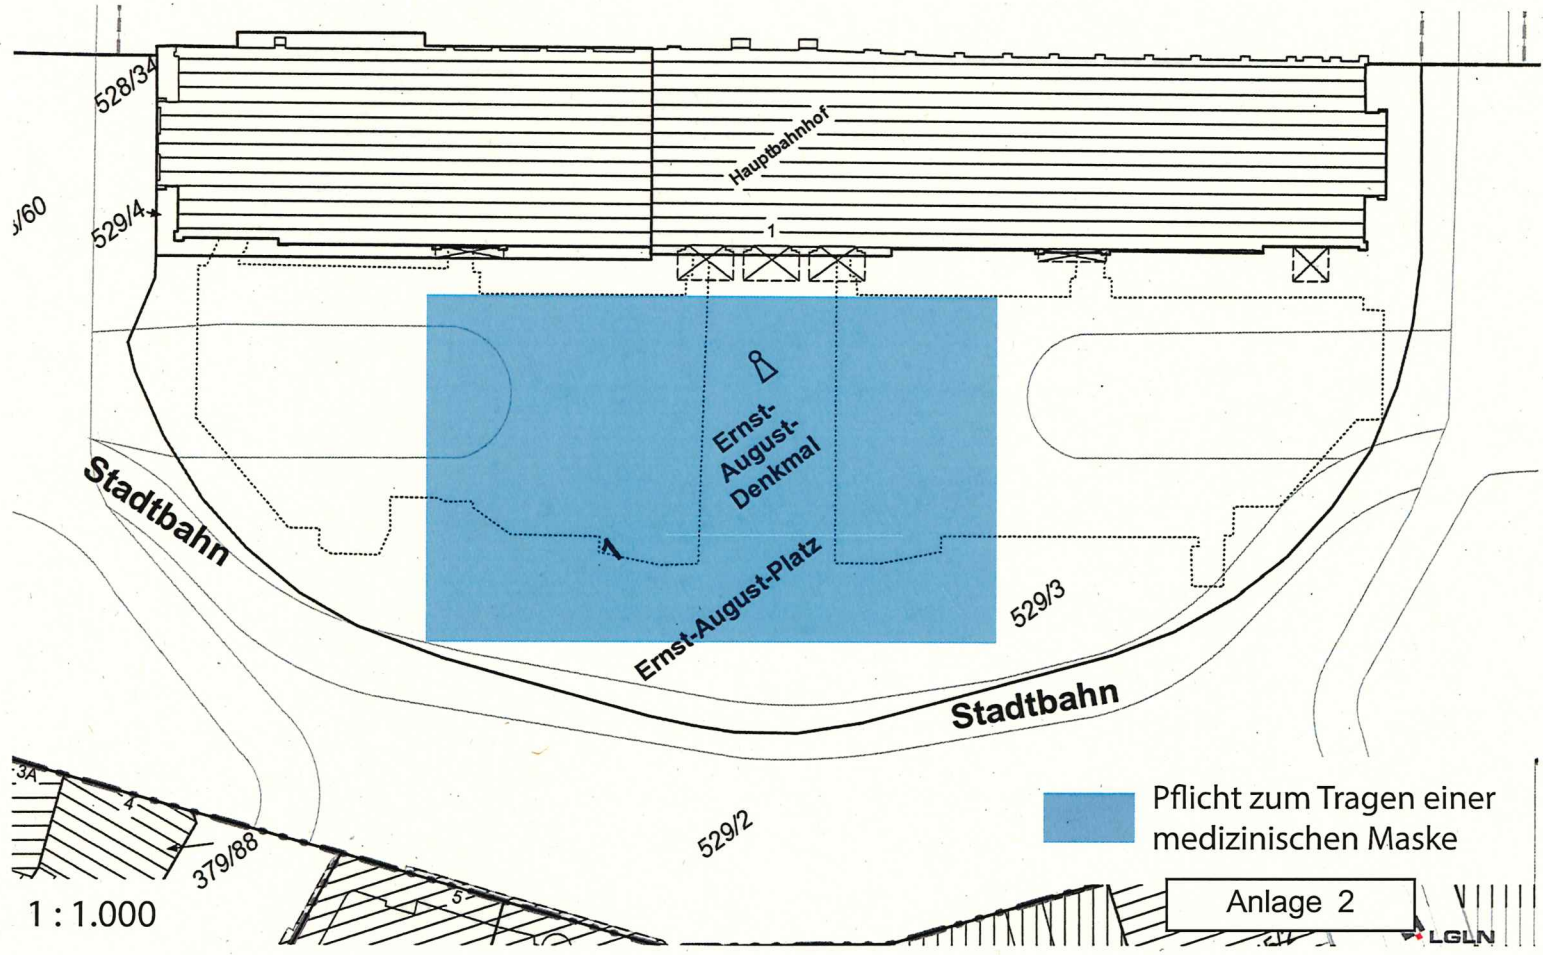 528/34
Hauptbahnhof
529/4
1
Ernst-
August-
Denkmal
Stadtbahn
1
Ernst-August-Platz
529/3
Stadtbahn
3A
4
Pflicht zum Tragen einer
medizinischen Maske
529/2
379/88
5
1 : 1.000
Anlage 2
LGLN